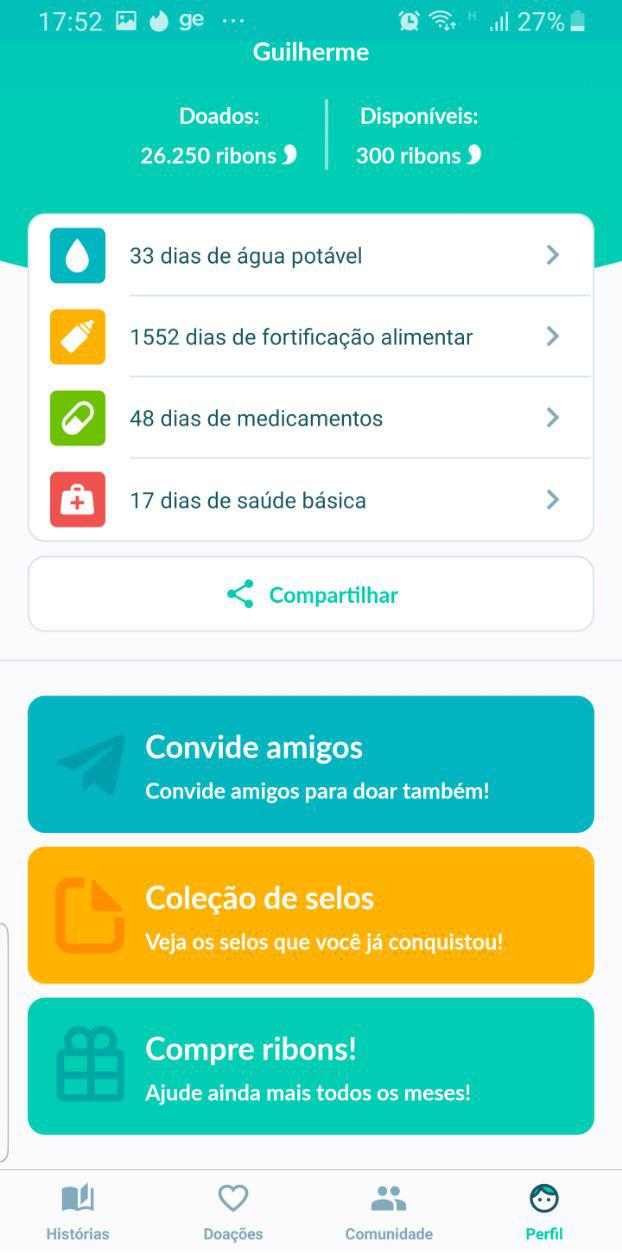 17:52 ge ... H 27%
Guilherme
Doados: Disponíveis:
26.250 ribons 300 ribons
33 dias de água potável
1552 dias de fortificação alimentar
48 dias de medicamentos
17 dias de saúde básica
Compartilhar
Convide amigos
Convide amigos para doar também!
Coleção de selos
Veja os selos que você já conquistou!
Compre ribons!
Ajude ainda mais todos os meses!
Histórias Doações Comunidade Perfil